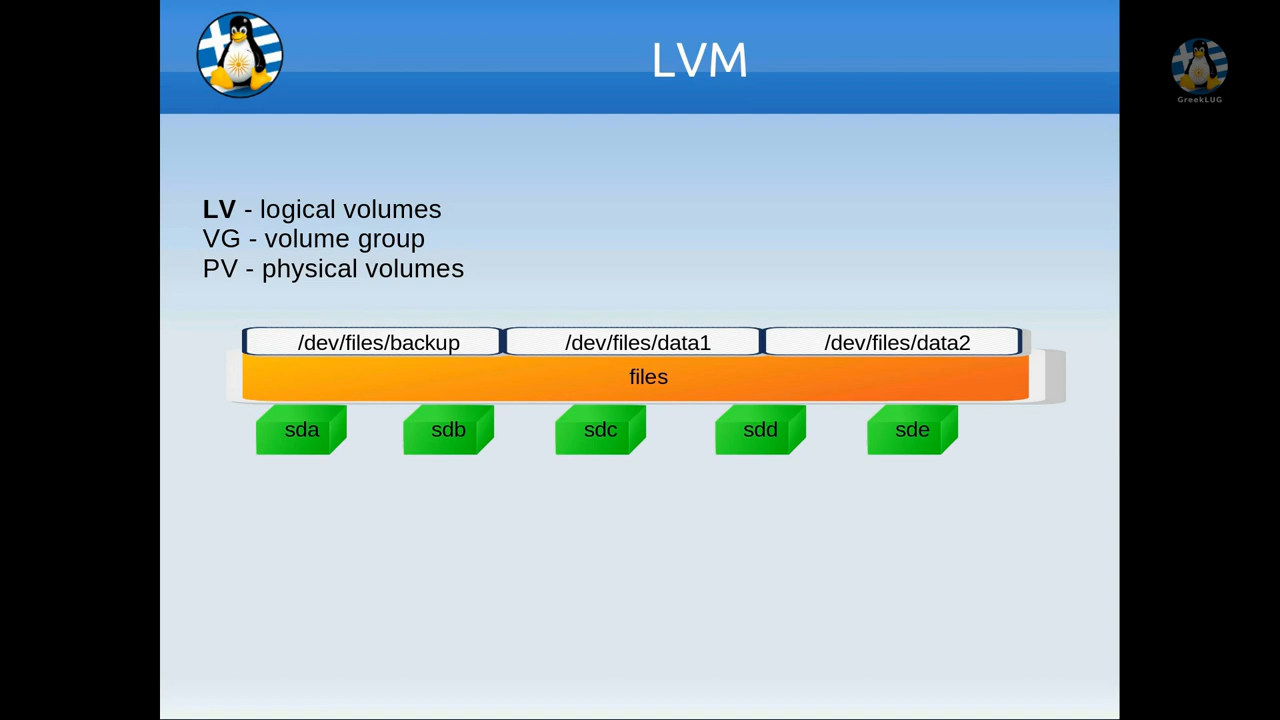 LVM
GreekLUG
LV - logical volumes
VG - volume group
PV - physical volumes
/dev/files/backup
/dev/files/data1
/dev/files/data2
files
sda
sdb
sdc
sdd
sde